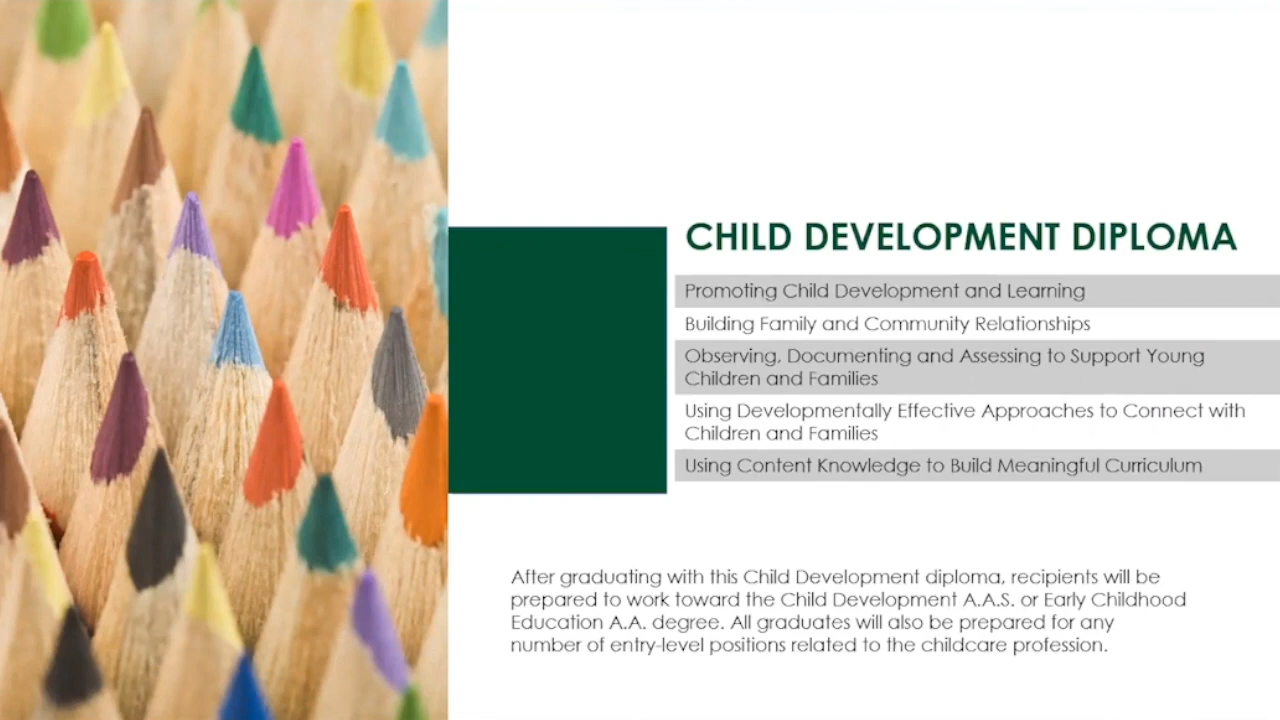 CHILD DEVELOPMENT DIPLOMA
Promoting Child Development and Learning
Building Family and Community Relationships
Observing, Documenting and Assessing to Support Young
Children and Families
Using Developmentally Effective Approaches to Connect with
Children and Families
Using Content Knowledge to Build Meaningful Curriculum
After graduating with this Child Development diploma, recipients will be
prepared to work toward the Child Development A.A.S. or Early Childhood
Education A.A. degree. All graduates will also be prepared for any
number of entry-level positions related to the childcare profession.